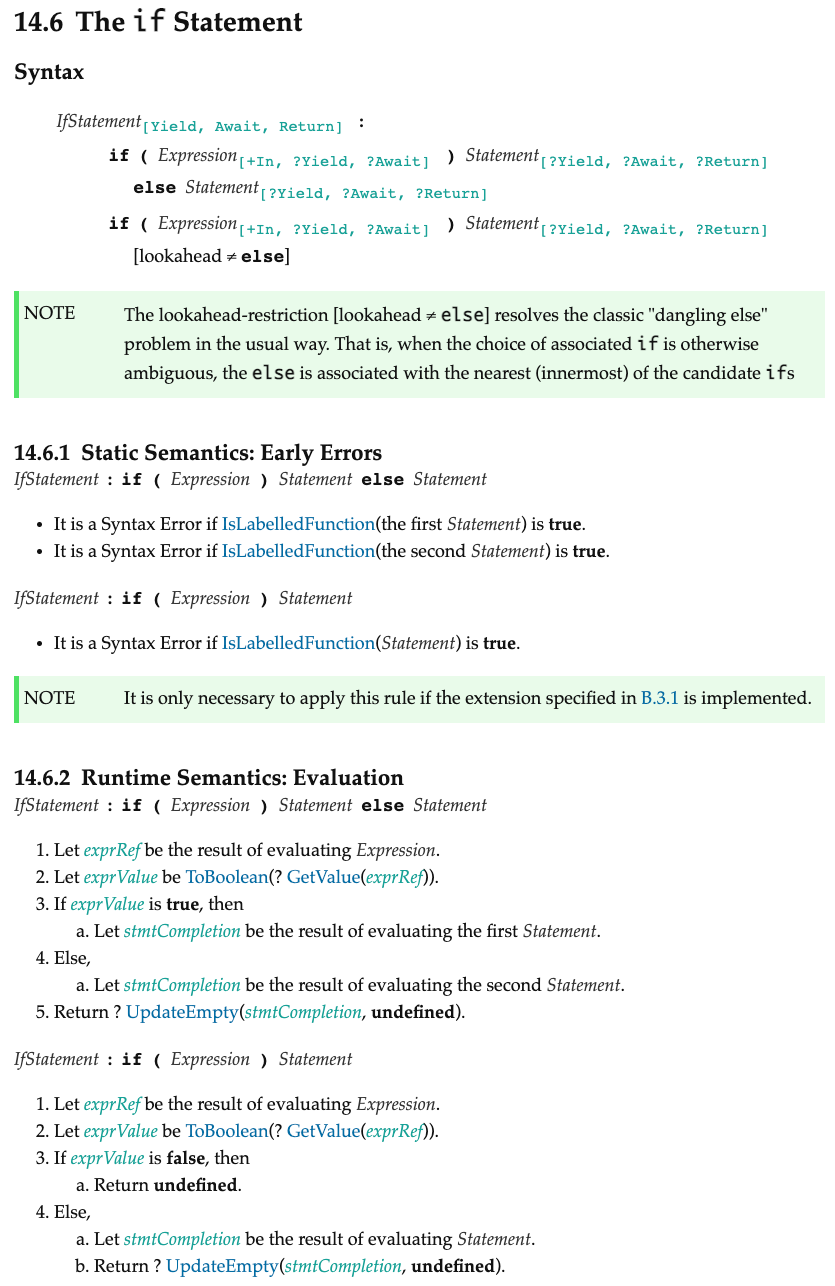 14.6 The if Statement
Syntax
IfStatement[Yield, Await, Return] :
if ( Expression[+In, ?Yield, ?Await] ) Statement[?Yield, ?Await, ?Return]
else Statement[?Yield, ?Await, ?Return]
if ( Expression[+In, ?Yield, ?Await] ) Statement[?Yield, ?Await, ?Return]
[lookahead ≠ else]
NOTE The lookahead-restriction [lookahead ≠ else] resolves the classic "dangling else"
problem in the usual way. That is, when the choice of associated if is otherwise
ambiguous, the else is associated with the nearest (innermost) of the candidate ifs
14.6.1 Static Semantics: Early Errors
IfStatement : if ( Expression ) Statement else Statement
• It is a Syntax Error if IsLabelledFunction(the first Statement) is true.
• It is a Syntax Error if IsLabelledFunction(the second Statement) is true.
IfStatement : if ( Expression ) Statement
• It is a Syntax Error if IsLabelledFunction(Statement) is true.
NOTE It is only necessary to apply this rule if the extension specified in B.3.1 is implemented.
14.6.2 Runtime Semantics: Evaluation
IfStatement : if ( Expression ) Statement else Statement
1. Let exprRef be the result of evaluating Expression.
2. Let exprValue be ToBoolean(? GetValue(exprRef)).
3. If exprValue is true, then
a. Let stmtCompletion be the result of evaluating the first Statement.
4. Else,
a. Let stmtCompletion be the result of evaluating the second Statement.
5. Return ? UpdateEmpty(stmtCompletion, undefined).
IfStatement : if ( Expression ) Statement
1. Let exprRef be the result of evaluating Expression.
2. Let exprValue be ToBoolean(? GetValue(exprRef)).
3. If exprValue is false, then
a. Return undefined.
4. Else,
a. Let stmtCompletion be the result of evaluating Statement.
b. Return ? UpdateEmpty(stmtCompletion, undefined).